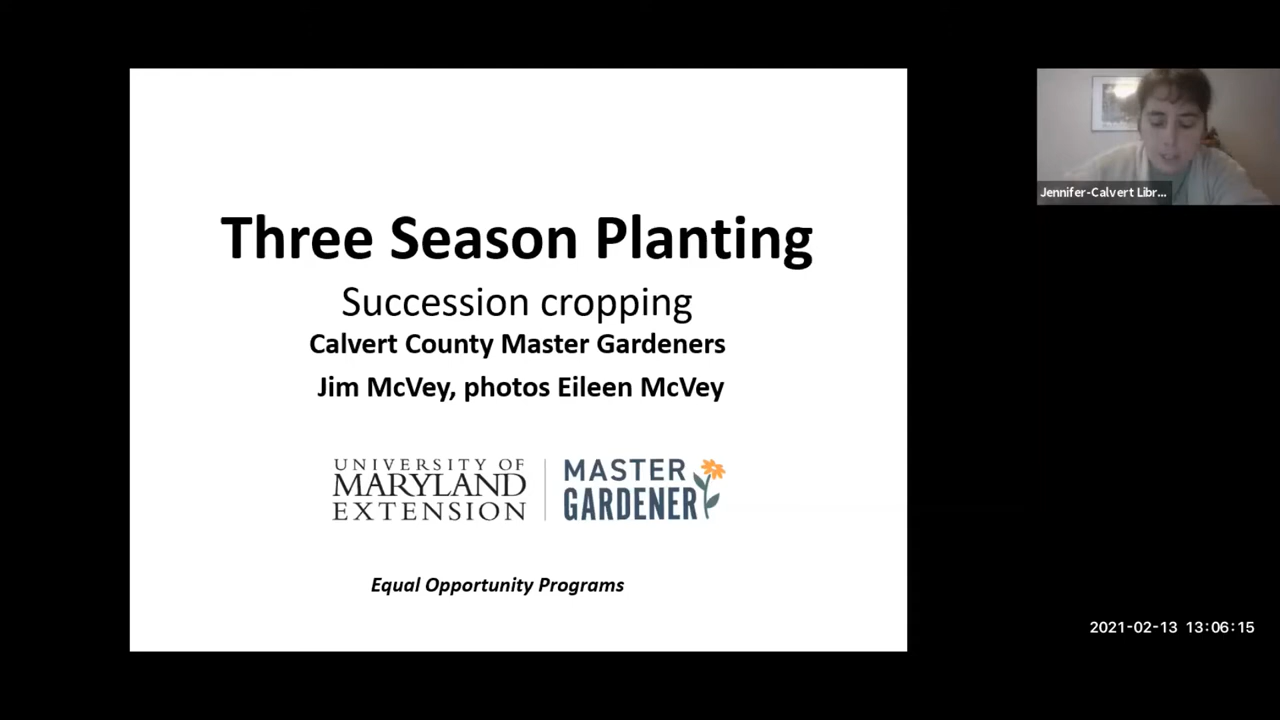 Three Season Planting
Succession cropping
Calvert County Master Gardeners
Jim McVey, photos Eileen McVey
UNIVERSITY OF
MARYLAND
EXTENSION
MASTER
GARDENER
Equal Opportunity Programs
Jennifer-Calvert Libr...
2021-02-13 13:06:15